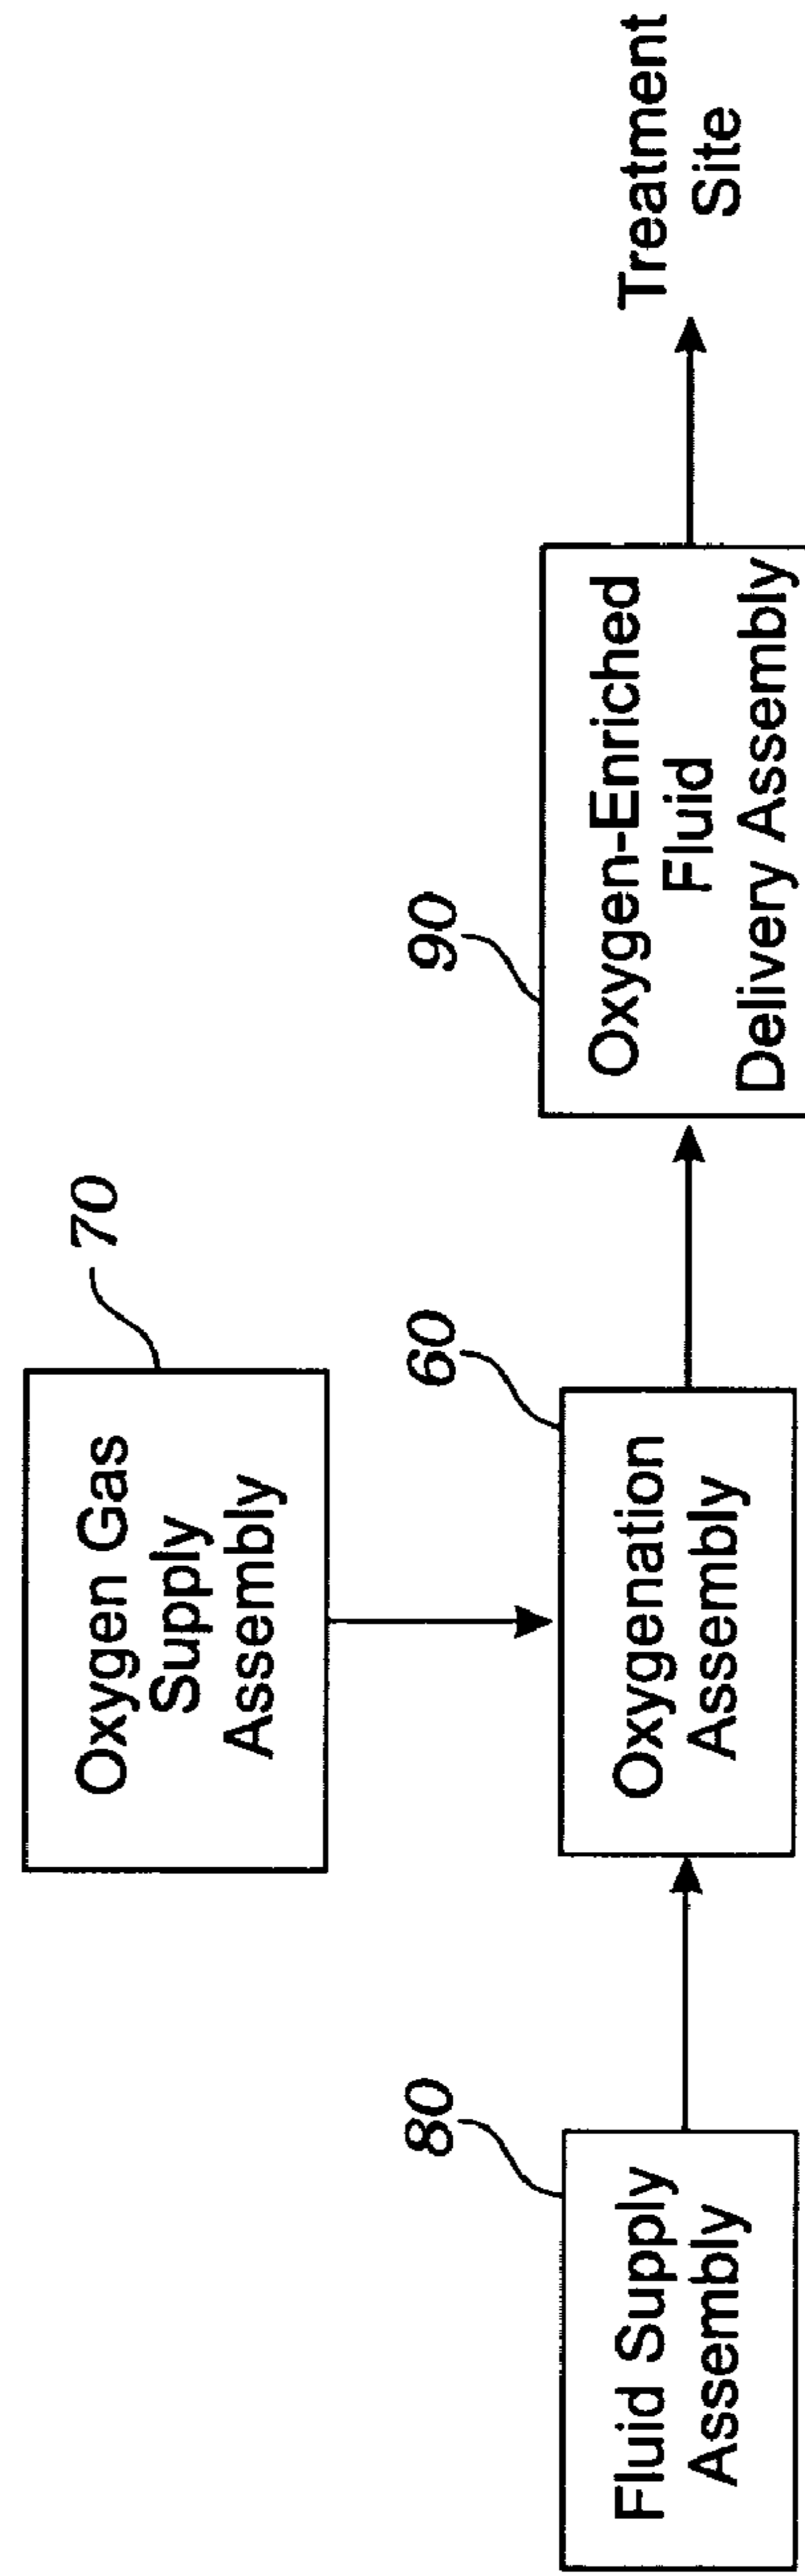 70
Oxygen Gas
Supply
Assembly
80
Fluid Supply
Assembly
60
Oxygenation
Assembly
90
Oxygen-Enriched
Fluid
Delivery Assembly
Treatment
Site